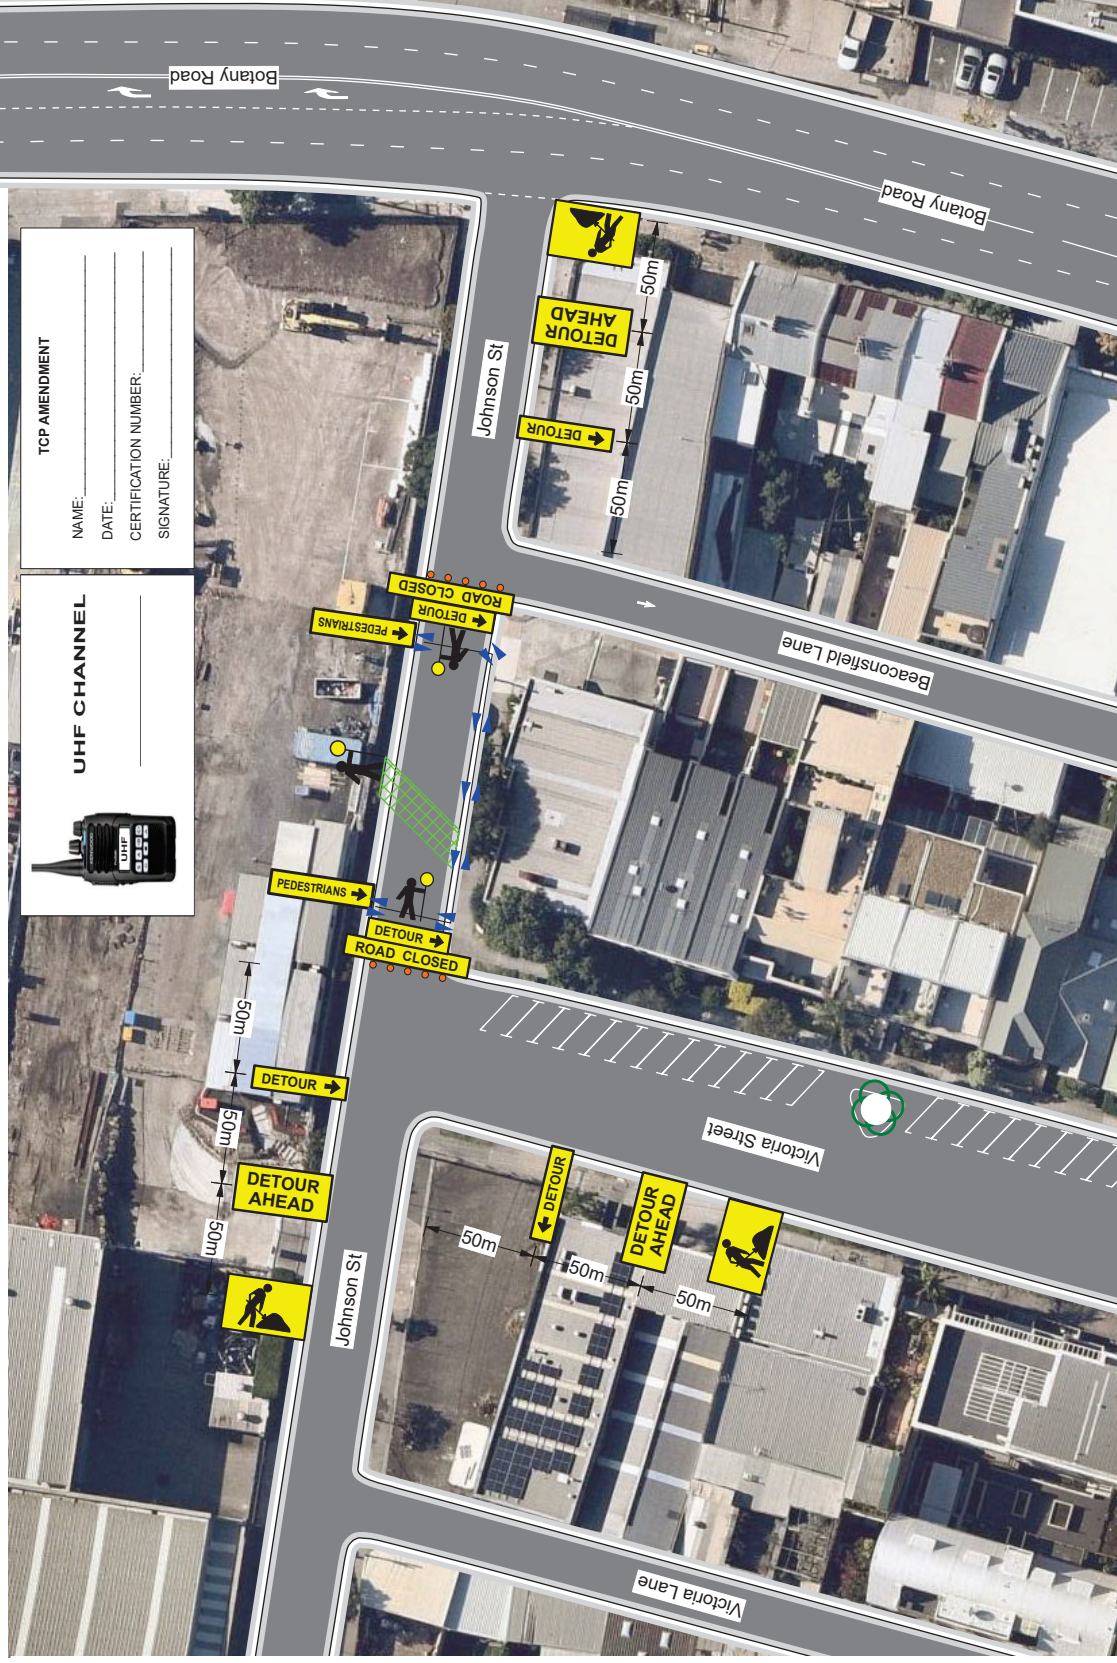 Botany Road
Botany Road
TCP AMENDMENT
NAME:
DATE:
CERTIFICATION NUMBER:
SIGNATURE:
UHF CHANNEL
UHF
50m
DETOUR
AHEAD
50m
Johnson St
DETOUR
50m
ROAD CLOSED
DETOUR
PEDESTRIANS
Beaconsfield Lane
PEDESTRIANS
DETOUR
ROAD CLOSED
50m
DETOUR
50m
DETOUR
AHEAD
50m
Victoria Street
DETOUR
50m
DETOUR
AHEAD
50m
50m
Johnson St
Victoria Lane